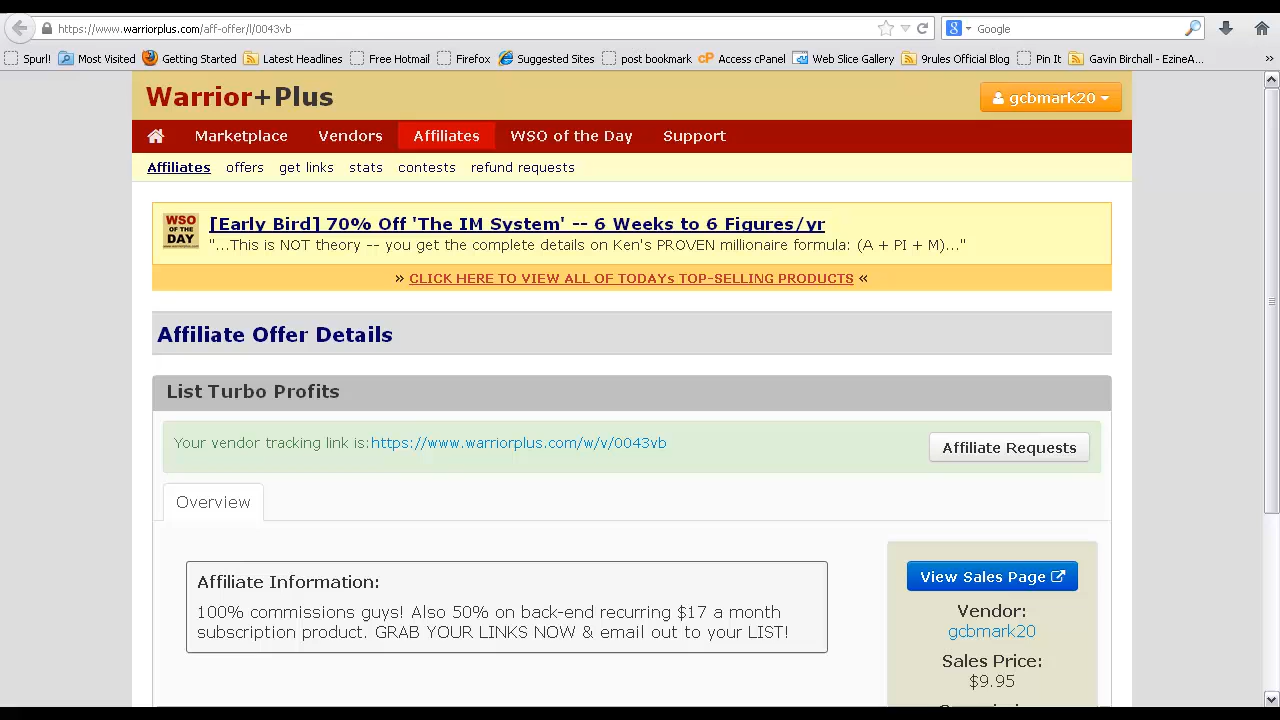 https://www.warriorplus.com/aff-offer/l/0043vb
Google
Spurl!
Most Visited
Getting Started
Latest Headlines
Free Hotmail
Firefox
Suggested Sites
post bookmark
cP Access cPanel
Web Slice Gallery
9rules Official Blog
Pin It
Gavin Birchall - EzineA...
»
Warrior+Plus
gcbmark20
Marketplace
Vendors
Affiliates
WSO of the Day
Support
Affiliates
offers
get links
stats
contests
refund requests
WSO OF THE DAY
[Early Bird] 70% Off 'The IM System' -- 6 Weeks to 6 Figures/yr
"...This is NOT theory -- you get the complete details on Ken's PROVEN millionaire formula: (A + PI + M)..."
» CLICK HERE TO VIEW ALL OF TODAYs TOP-SELLING PRODUCTS «
Affiliate Offer Details
List Turbo Profits
Your vendor tracking link is:https://www.warriorplus.com/w/v/0043vb
Affiliate Requests
Overview
Affiliate Information:
100% commissions guys! Also 50% on back-end recurring $17 a month
subscription product. GRAB YOUR LINKS NOW & email out to your LIST!
View Sales Page
Vendor:
gcbmark20
Sales Price:
$9.95